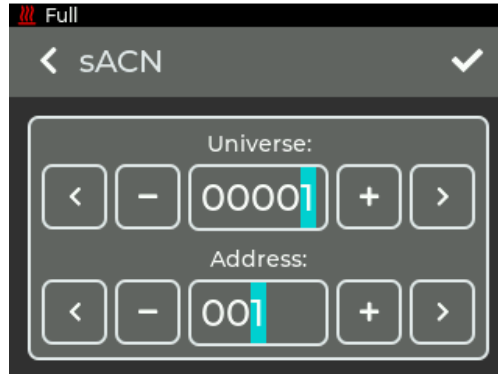 Full
sACN
Universe:
< - 00001 + >
Address:
< - 001 + >